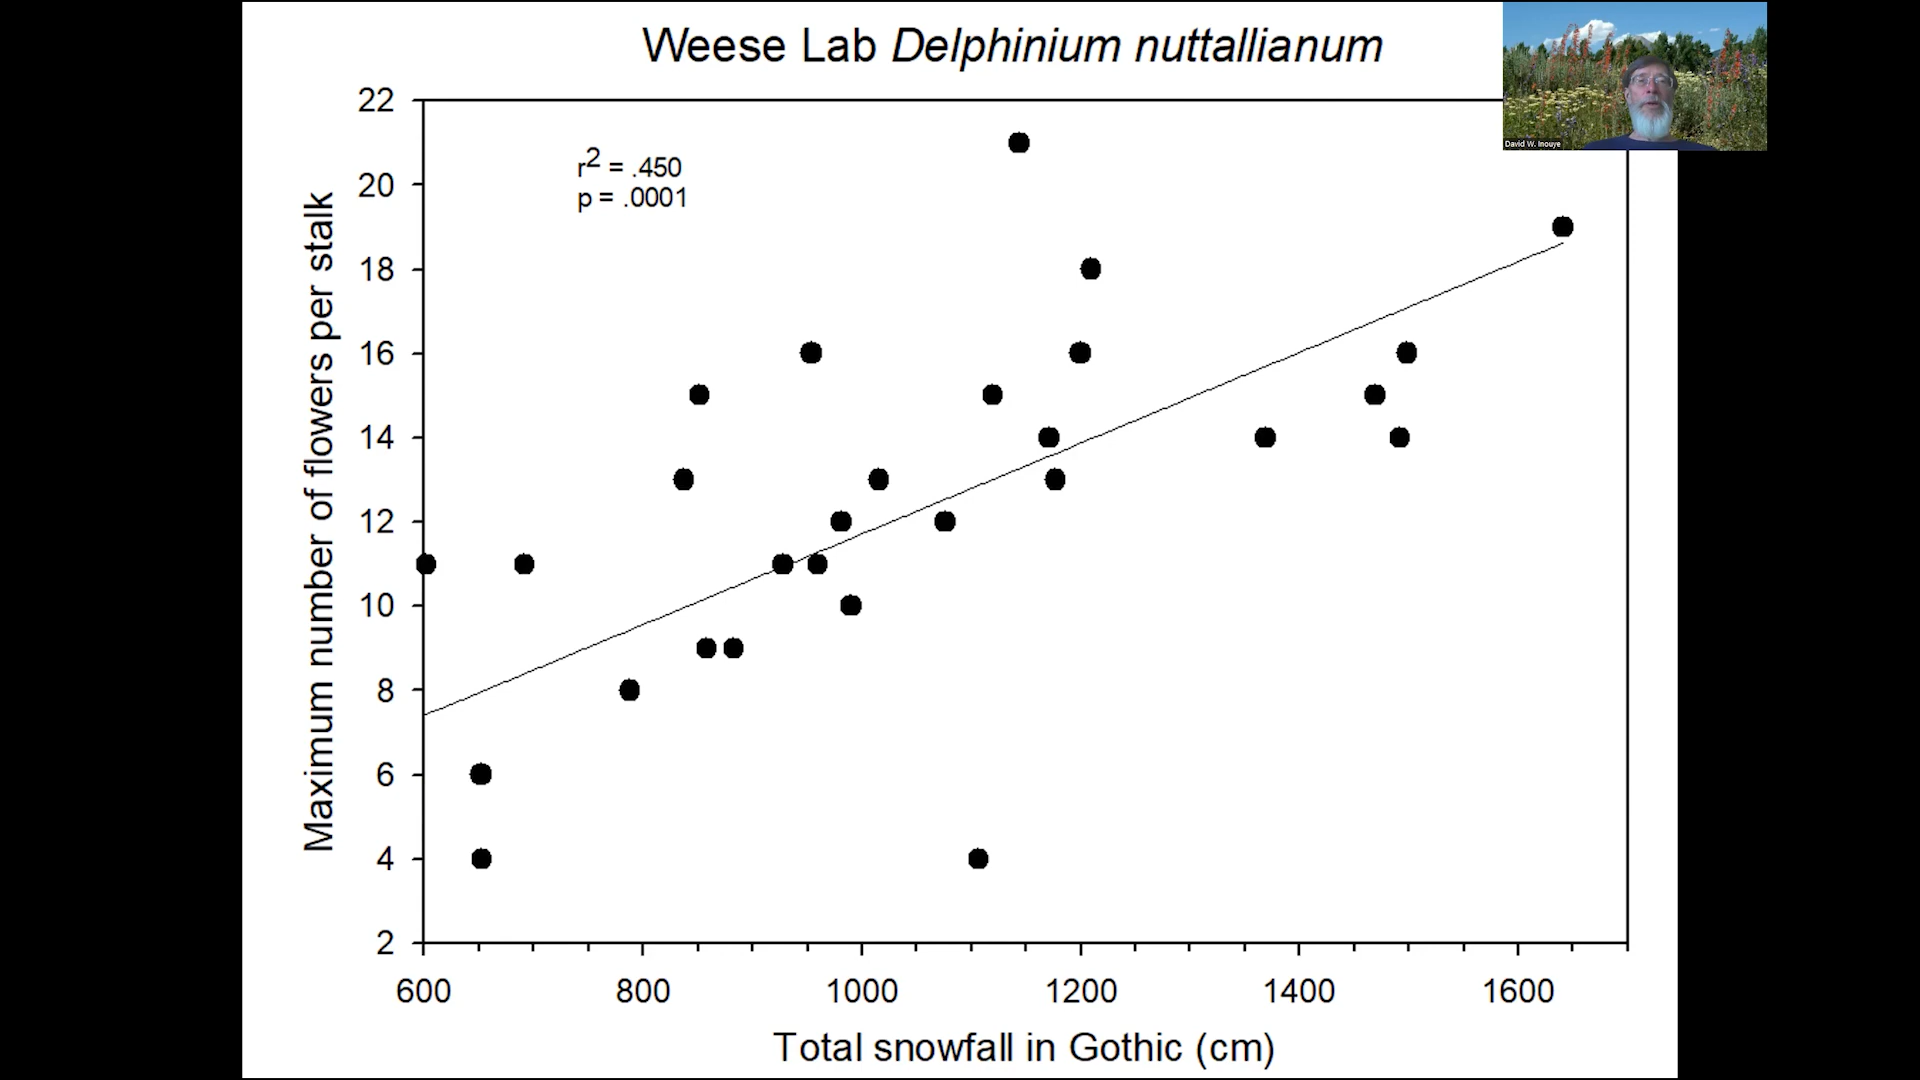 Weese Lab Delphinium nuttallianum
David W. Inouye
r2 = .450
p = .0001
Maximum number of flowers per stalk
22
20
18
16
14
12
10
8
6
4
2
600 800 1000 1200 1400 1600
Total snowfall in Gothic (cm)